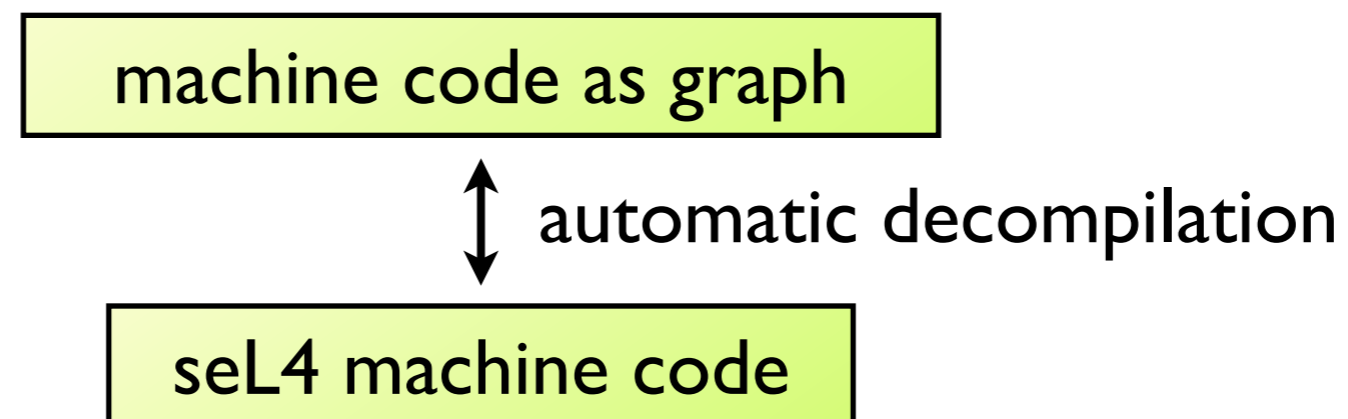 machine code as graph
automatic decompilation
seL4 machine code